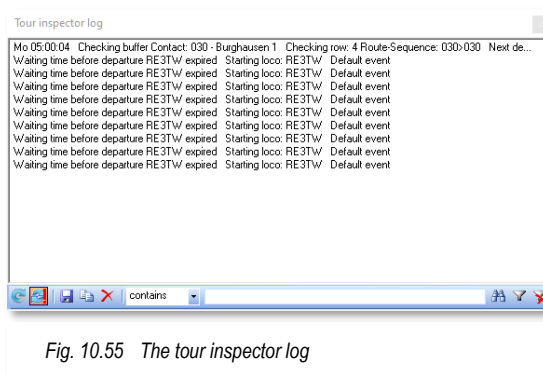 Tour inspector log
Mo 05:00:04 Checking buffer Contact: 030 - Burghausen 1 Checking row: 4 Route-Sequence: 030>030 Next de...
Waiting time before departure RE3TW expired Starting loco: RE3TW Default event
Waiting time before departure RE3TW expired Starting loco: RE3TW Default event
Waiting time before departure RE3TW expired Starting loco: RE3TW Default event
Waiting time before departure RE3TW expired Starting loco: RE3TW Default event
Waiting time before departure RE3TW expired Starting loco: RE3TW Default event
Waiting time before departure RE3TW expired Starting loco: RE3TW Default event
Waiting time before departure RE3TW expired Starting loco: RE3TW Default event
Waiting time before departure RE3TW expired Starting loco: RE3TW Default event
Waiting time before departure RE3TW expired Starting loco: RE3TW Default event
contains
Fig. 10.55 The tour inspector log